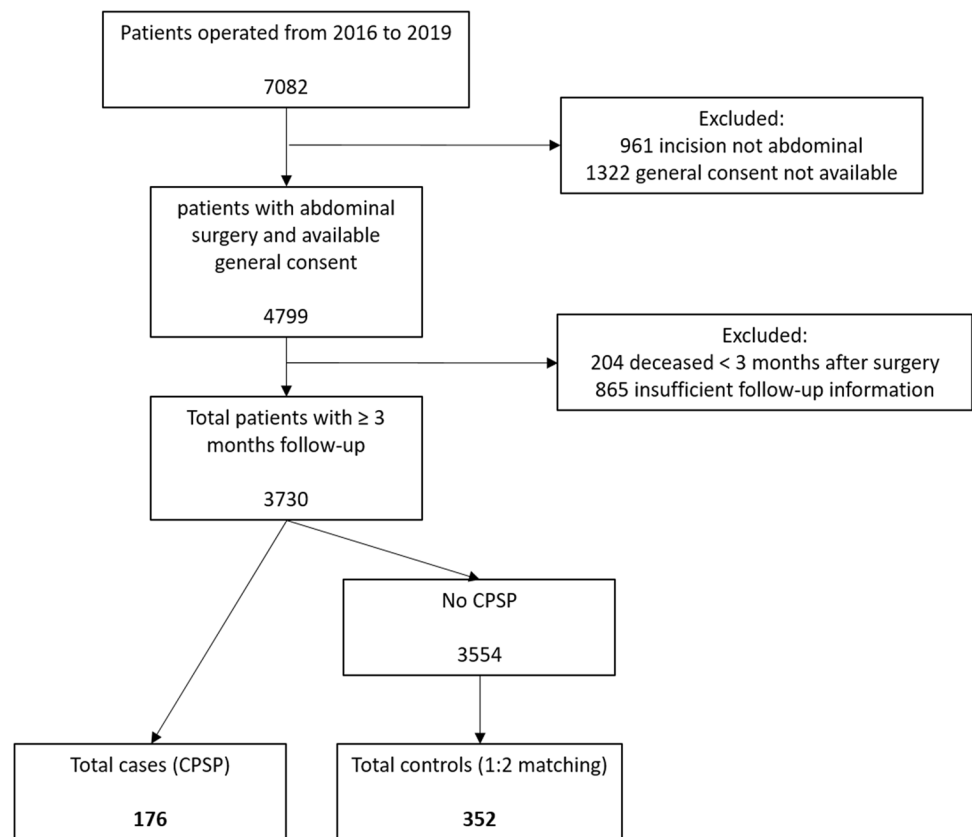 Patients operated from 2016 to 2019
7082
Excluded:
961 incision not abdominal
1322 general consent not available
patients with abdominal
surgery and available
general consent
4799
Excluded:
204 deceased < 3 months after surgery
865 insufficient follow-up information
Total patients with ≥ 3
months follow-up
3730
No CPSP
3554
Total cases (CPSP)
176
Total controls (1:2 matching)
352